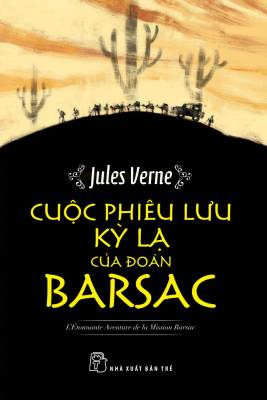 Jules Verne
CUỘC PHIÊU LƯU
KỲ LẠ
CỦA ĐOÀN
BARSAC
L'Étonnante Aventure de la Mission Barsac
NHÀ XUẤT BẢN TRẺ